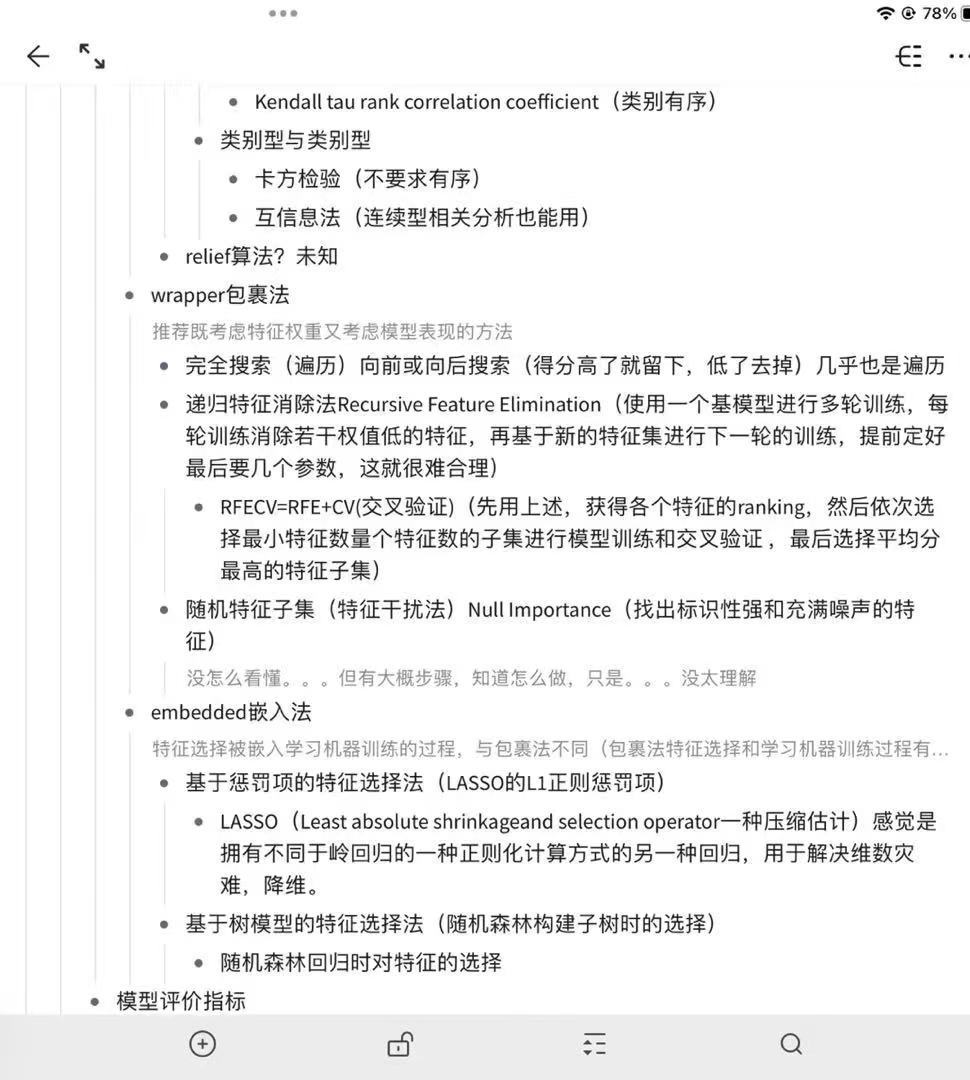 78%
Kendall tau rank correlation coefficient（类别有序）
类别型与类别型
卡方检验（不要求有序）
互信息法（连续型相关分析也能用）
relief算法？未知
wrapper包裹法
推荐既考虑特征权重又考虑模型表现的方法
完全搜索（遍历）向前或向后搜索（得分高了就留下，低了去掉）几乎也是遍历
递归特征消除法Recursive Feature Elimination（使用一个基模型进行多轮训练，每
轮训练消除若干权值低的特征，再基于新的特征集进行下一轮的训练，提前定好
最后要几个参数，这就很难合理）
RFECV=RFE+CV(交叉验证)（先用上述，获得各个特征的ranking，然后依次选
择最小特征数量个特征数的子集进行模型训练和交叉验证，最后选择平均分
最高的特征子集）
随机特征子集（特征干扰法）Null Importance（找出标识性强和充满噪声的特
征）
没怎么看懂。。。但有大概步骤，知道怎么做，只是。。。没太理解
embedded嵌入法
特征选择被嵌入学习机器训练的过程，与包裹法不同（包裹法特征选择和学习机器训练过程有...
基于惩罚项的特征选择法（LASSO的L1正则惩罚项）
LASSO（Least absolute shrinkageand selection operator一种压缩估计）感觉是
拥有不同于岭回归的一种正则化计算方式的另一种回归，用于解决维数灾
难，降维。
基于树模型的特征选择法（随机森林构建子树时的选择）
随机森林回归时对特征的选择
模型评价指标